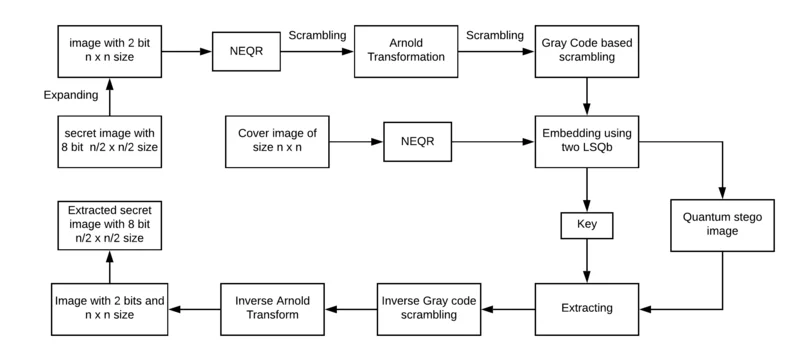 image with 2 bit
n x n size
NEQR
Scrambling
Arnold
Transformation
Scrambling
Gray Code based
scrambling
Expanding
secret image with
8 bit n/2 x n/2 size
Cover image of
size n x n
NEQR
Embedding using
two LSQb
Extracted secret
image with 8 bit
n/2 x n/2 size
Key
Quantum stego
image
Image with 2 bits and
n x n size
Inverse Arnold
Transform
Inverse Gray code
scrambling
Extracting